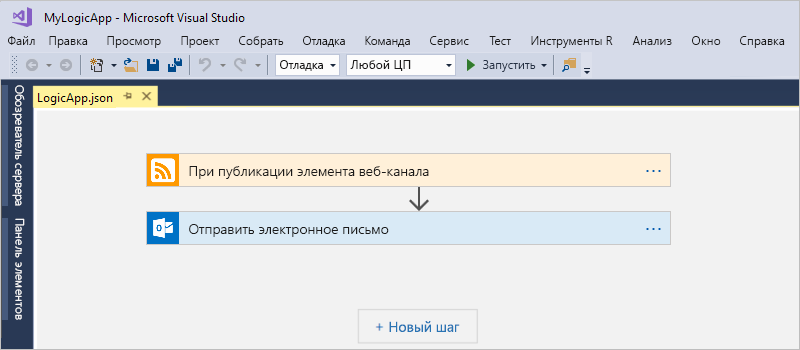 MyLogicApp - Microsoft Visual Studio
Файл Правка Просмотр Проект Собрать Отладка Команда Сервис Тест Инструменты R Анализ Окно Справка
Отладка Любой ЦП Запустить
LogicApp.json
Обозреватель сервера
Панель элементов
При публикации элемента веб-канала ...
Отправить электронное письмо ...
+ Новый шаг